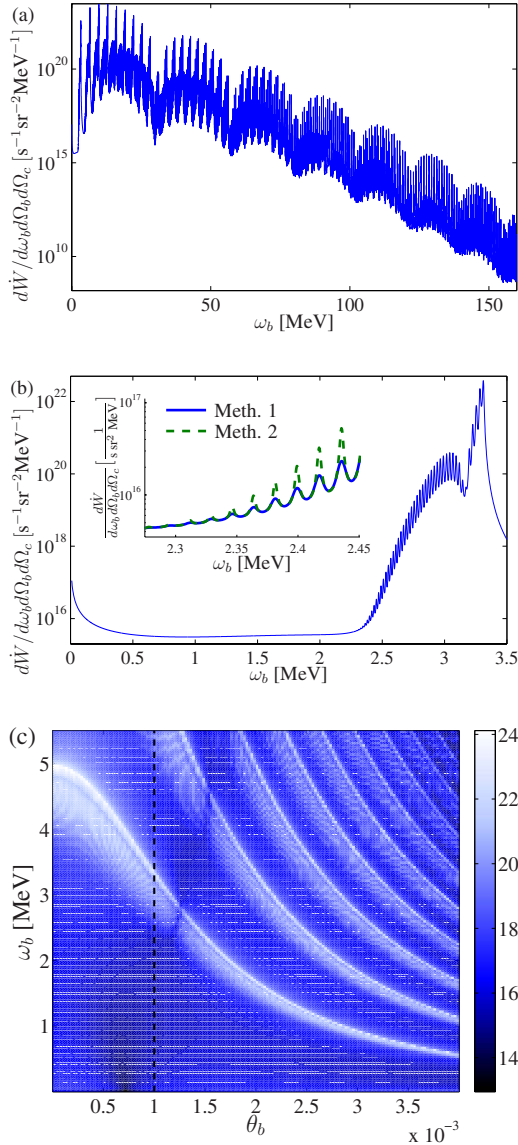 (a)
10^20
10^15
10^10
dẆ/dω_b dΩ_b dΩ_c [s^−1 sr^−2 MeV^−1]
0 50 100 150
ω_b [MeV]
(b)
10^22
10^20
10^18
10^16
dẆ/dω_b dΩ_b dΩ_c [s^−1 sr^−2 MeV^−1]
10^17
10^16
dẆ/dω_b dΩ_b dΩ_c [1/s sr^2 MeV]
Meth. 1
Meth. 2
2.3 2.35 2.4 2.45
ω_b [MeV]
0 0.5 1 1.5 2 2.5 3 3.5
ω_b [MeV]
(c)
5
4
3
2
1
ω_b [MeV]
0.5 1 1.5 2 2.5 3 3.5
θ_b
x 10^−3
24
22
20
18
16
14